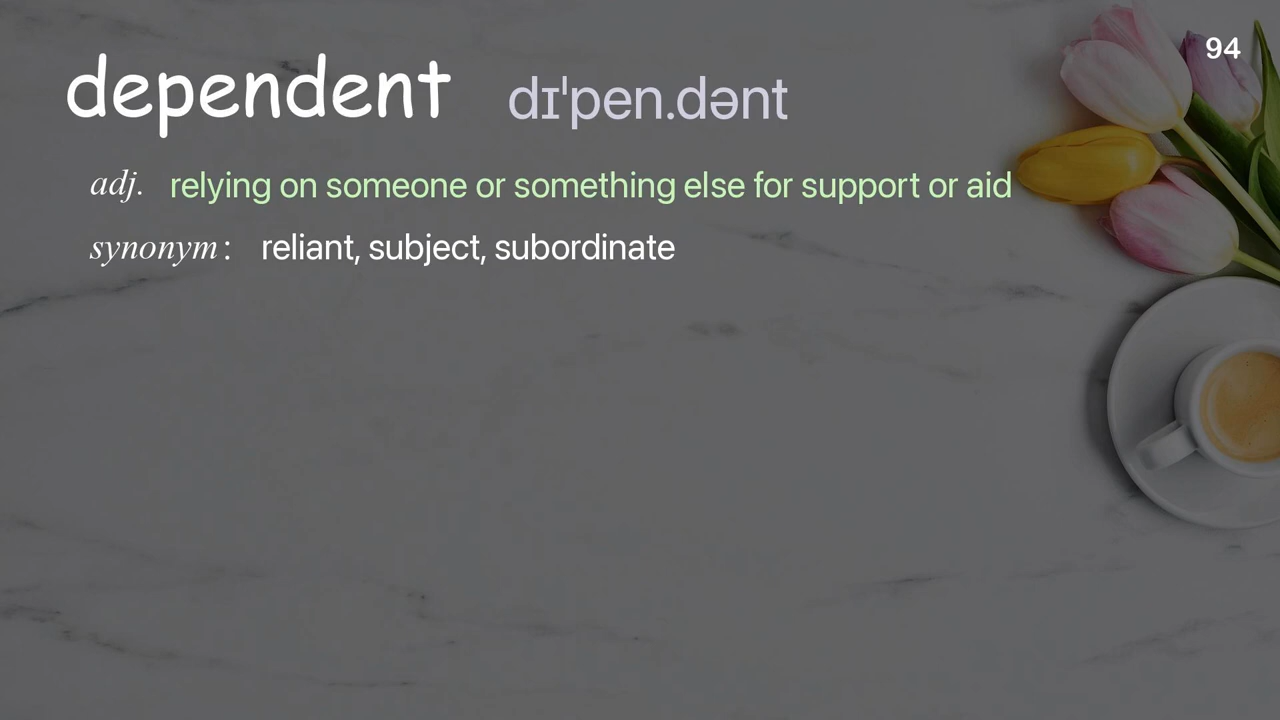 94
dependent dɪˈpen.dənt
adj. relying on someone or something else for support or aid
synonym: reliant, subject, subordinate